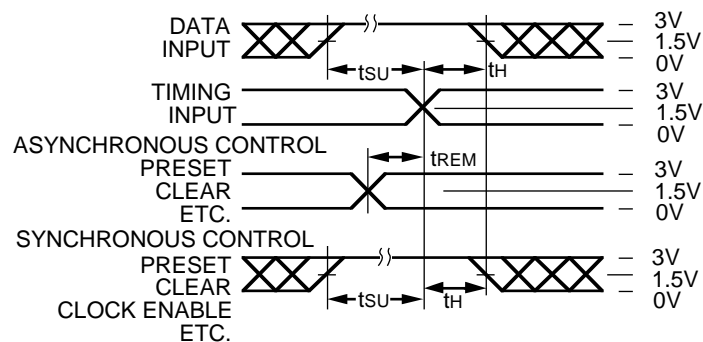 DATA
INPUT
tSU
tH
3V
1.5V
0V
TIMING
INPUT
3V
1.5V
0V
ASYNCHRONOUS CONTROL
PRESET
CLEAR
ETC.
tREM
3V
1.5V
0V
SYNCHRONOUS CONTROL
PRESET
CLEAR
CLOCK ENABLE
ETC.
tSU
tH
3V
1.5V
0V